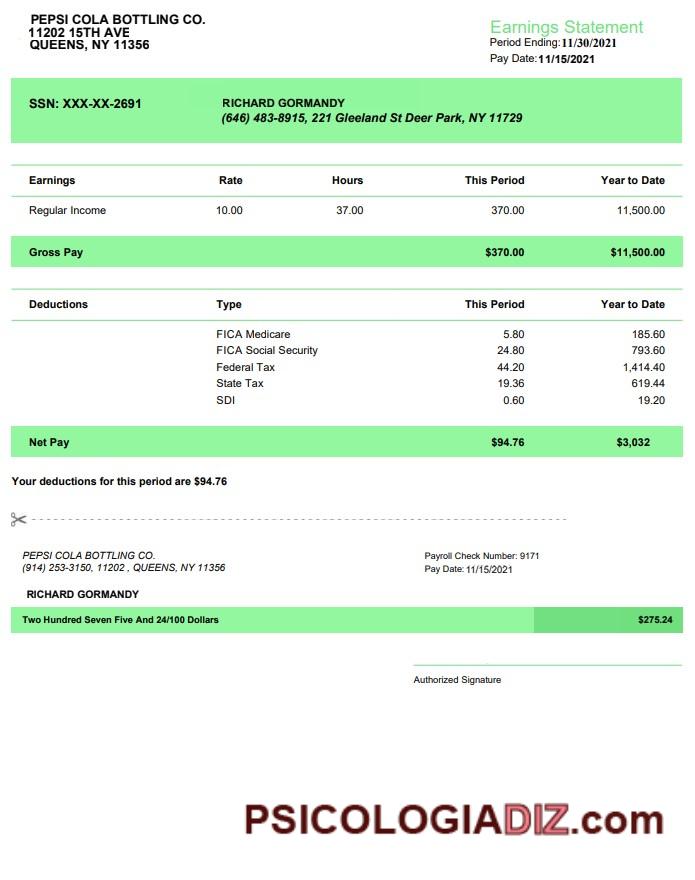 PEPSI COLA BOTTLING CO.
11202 15TH AVE
QUEENS, NY 11356
Earnings Statement
Period Ending: 11/30/2021
Pay Date: 11/15/2021
SSN: XXX-XX-2691
RICHARD GORMANDY
(646) 483-8915, 221 Gleeland St Deer Park, NY 11729
Earnings Rate Hours This Period Year to Date
Regular Income 10.00 37.00 370.00 11,500.00
Gross Pay $370.00 $11,500.00
Deductions Type This Period Year to Date
FICA Medicare 5.80 185.60
FICA Social Security 24.80 793.60
Federal Tax 44.20 1,414.40
State Tax 19.36 619.44
SDI 0.60 19.20
Net Pay $94.76 $3,032
Your deductions for this period are $94.76
PEPSI COLA BOTTLING CO.
(914) 253-3150, 11202 , QUEENS, NY 11356
Payroll Check Number: 9171
Pay Date: 11/15/2021
RICHARD GORMANDY
Two Hundred Seven Five And 24/100 Dollars $275.24
Authorized Signature
PSICOLOGIADIZ.com